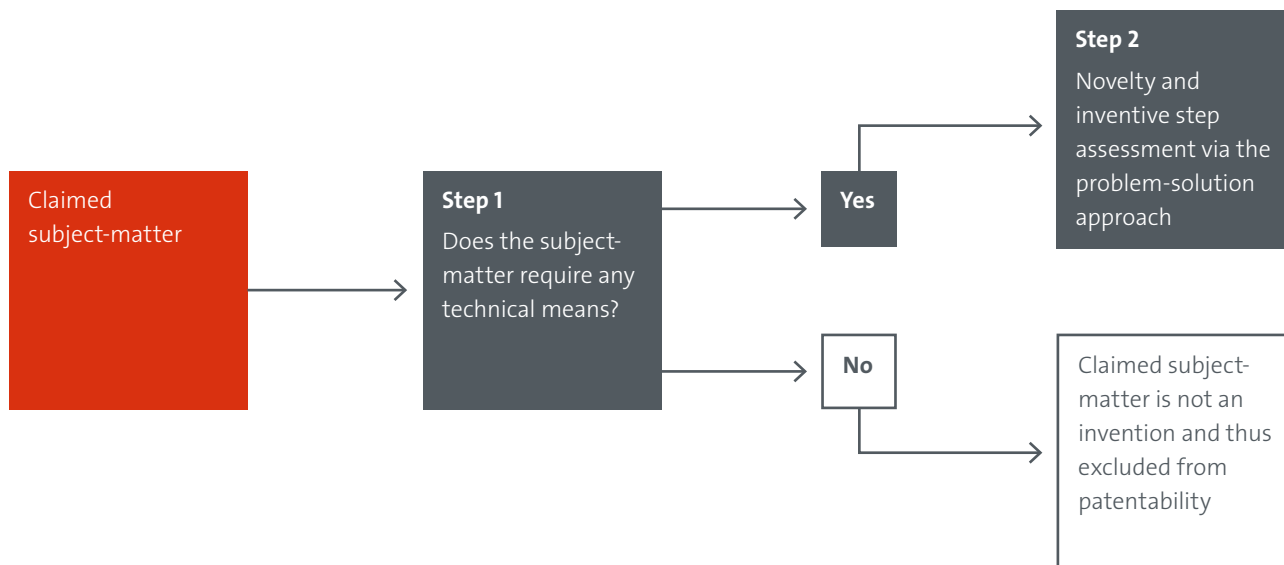 Claimed
subject-matter
Step 1
Does the subject-
matter require any
technical means?
Yes
Step 2
Novelty and
inventive step
assessment via the
problem-solution
approach
No
Claimed subject-
matter is not an
invention and thus
excluded from
patentability